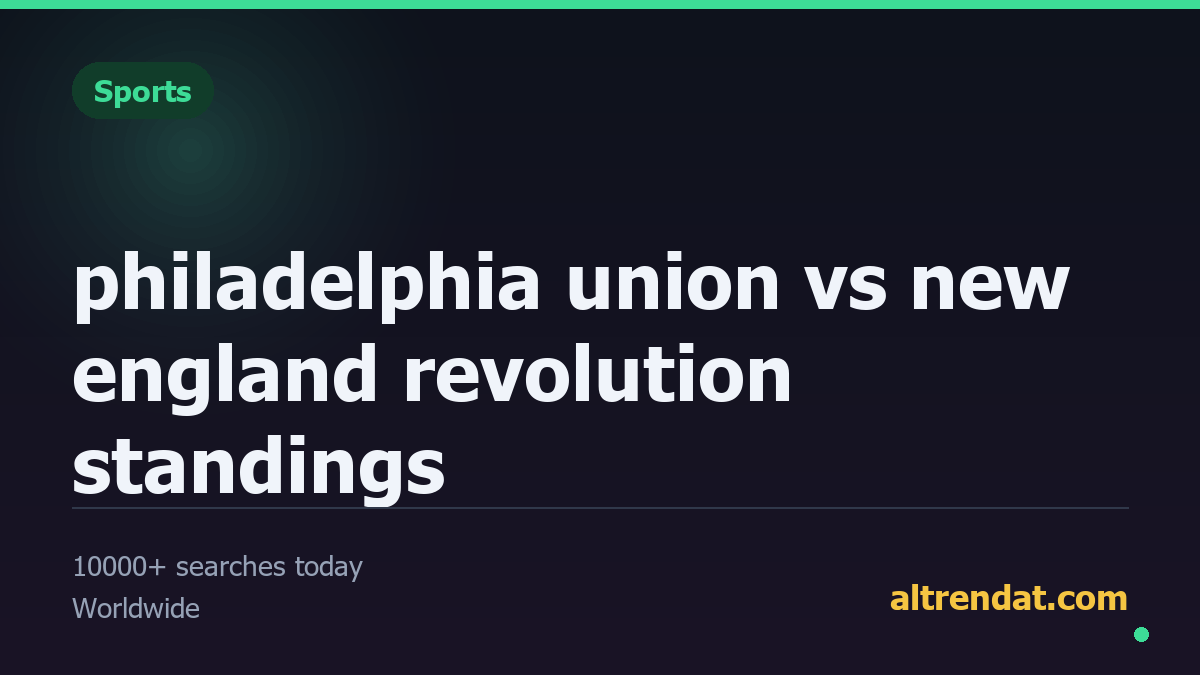 Sports
philadelphia union vs new
england revolution
standings
10000+ searches today
Worldwide
altrendat.com